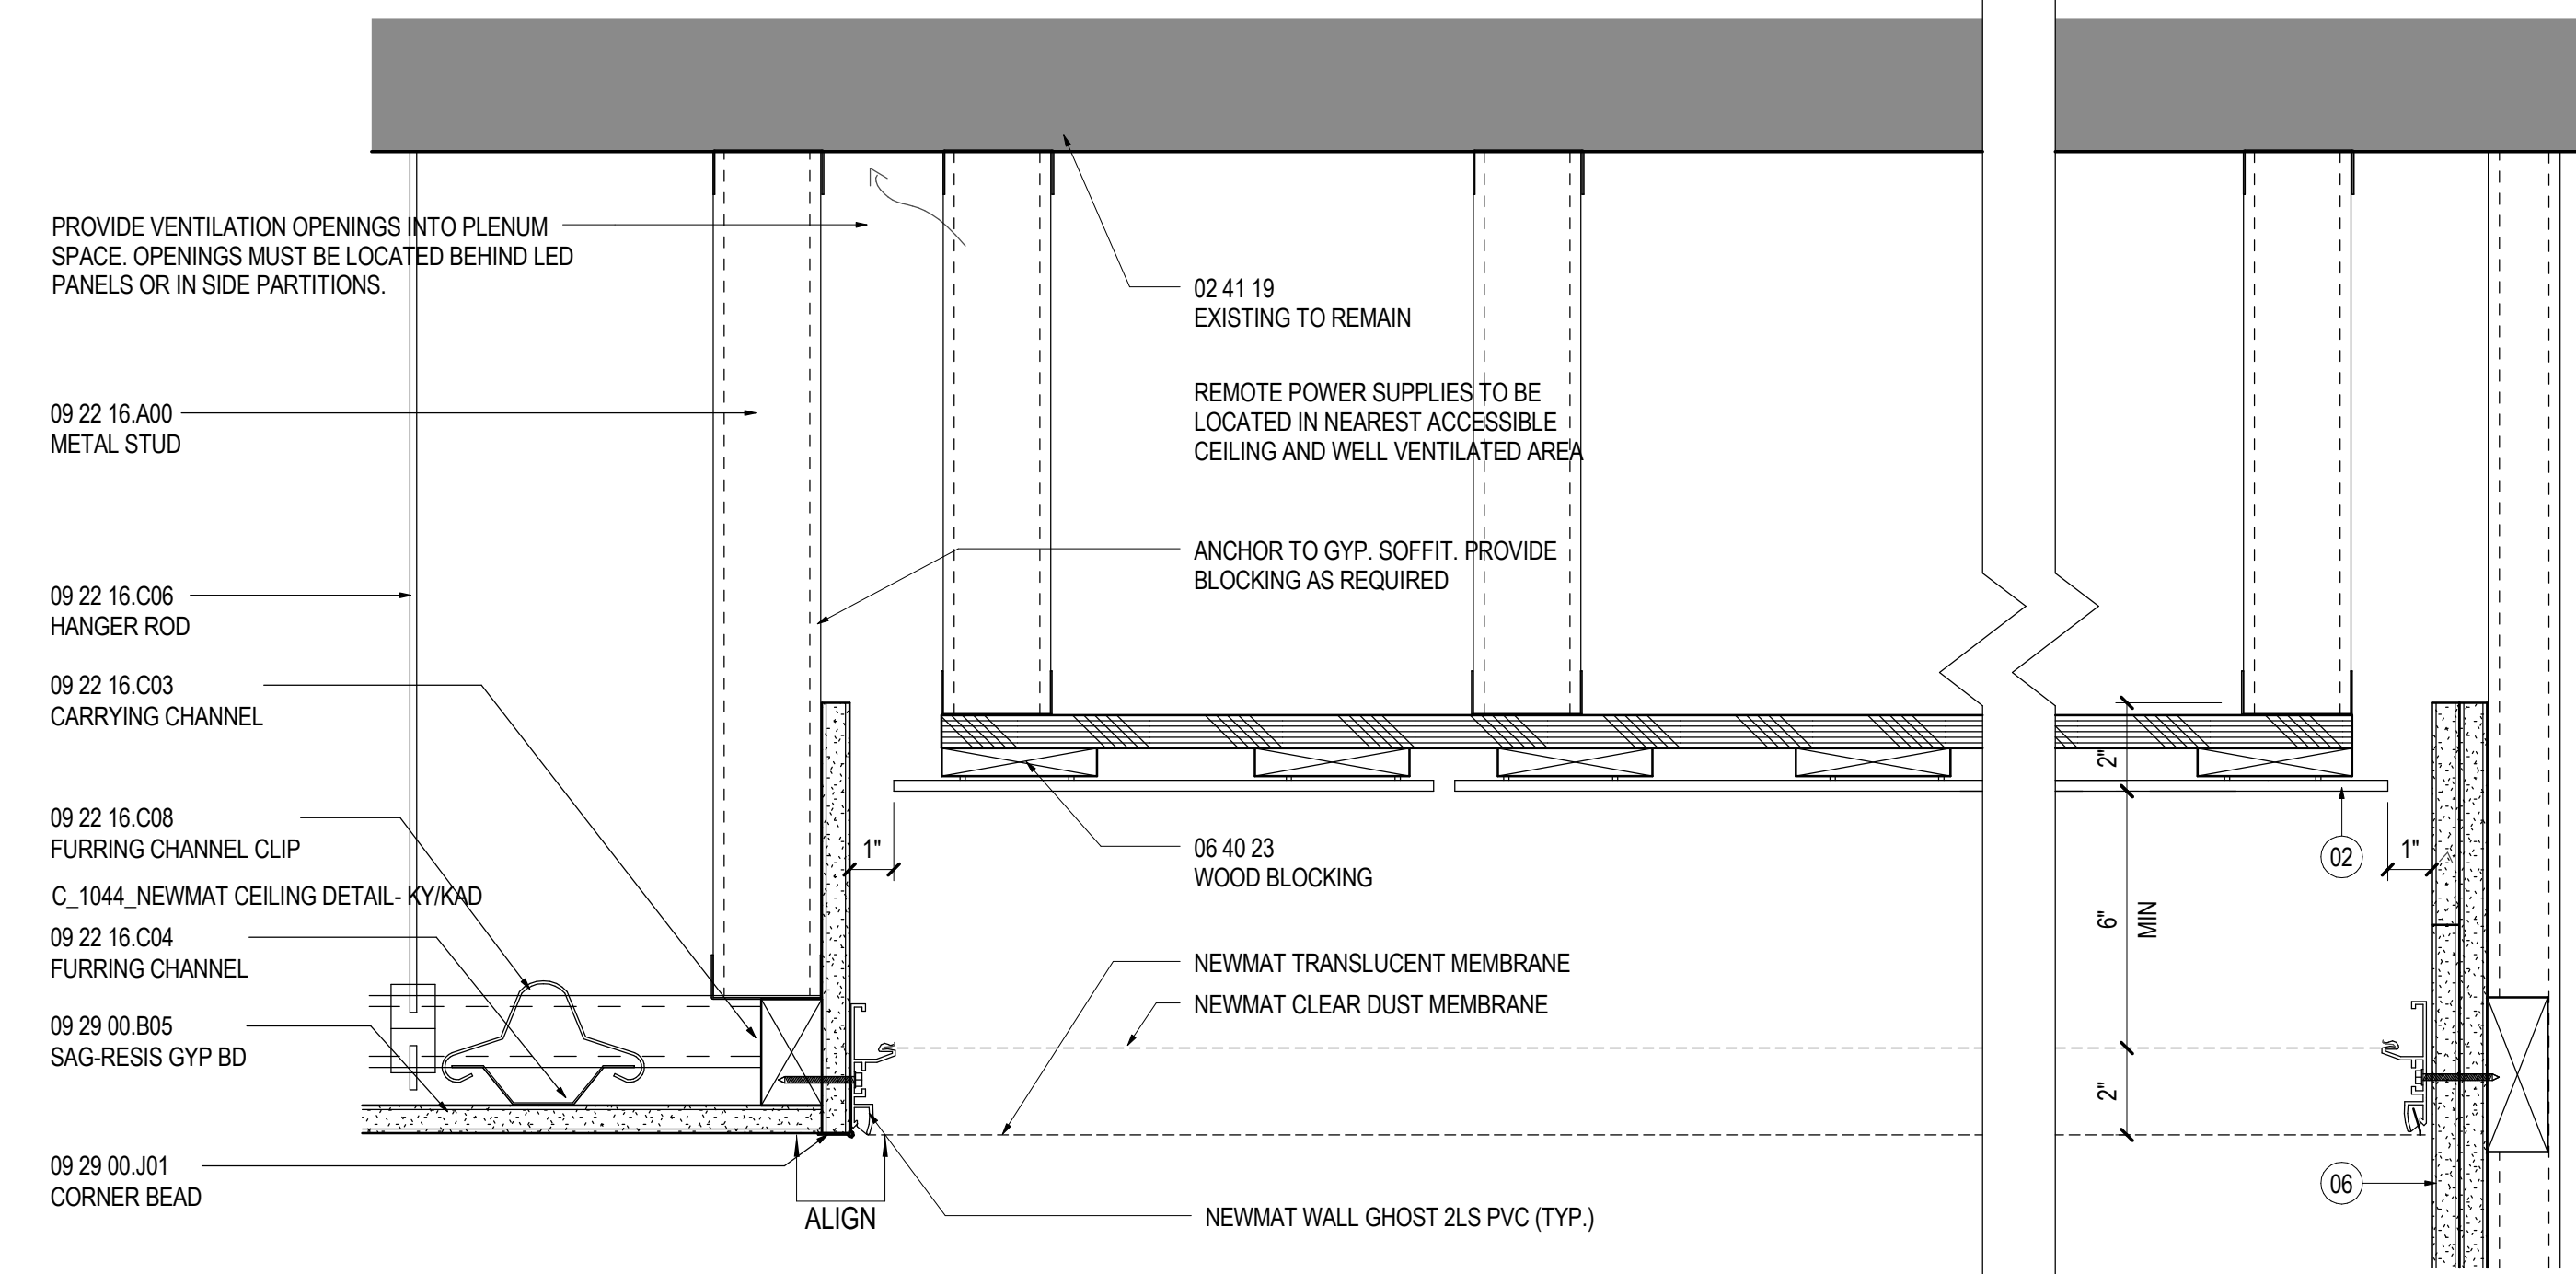 PROVIDE VENTILATION OPENINGS INTO PLENUM
SPACE. OPENINGS MUST BE LOCATED BEHIND LED
PANELS OR IN SIDE PARTITIONS.
09 22 16.A00
METAL STUD
09 22 16.C06
HANGER ROD
09 22 16.C03
CARRYING CHANNEL
09 22 16.C08
FURRING CHANNEL CLIP
C_1044_NEWMAT CEILING DETAIL- KY/KAD
09 22 16.C04
FURRING CHANNEL
09 29 00.B05
SAG-RESIS GYP BD
09 29 00.J01
CORNER BEAD
02 41 19
EXISTING TO REMAIN
REMOTE POWER SUPPLIES TO BE
LOCATED IN NEAREST ACCESSIBLE
CEILING AND WELL VENTILATED AREA
ANCHOR TO GYP. SOFFIT. PROVIDE
BLOCKING AS REQUIRED
1"
06 40 23
WOOD BLOCKING
NEWMAT TRANSLUCENT MEMBRANE
NEWMAT CLEAR DUST MEMBRANE
ALIGN
NEWMAT WALL GHOST 2LS PVC (TYP.)
2"
6"
MIN
2"
02
1"
06